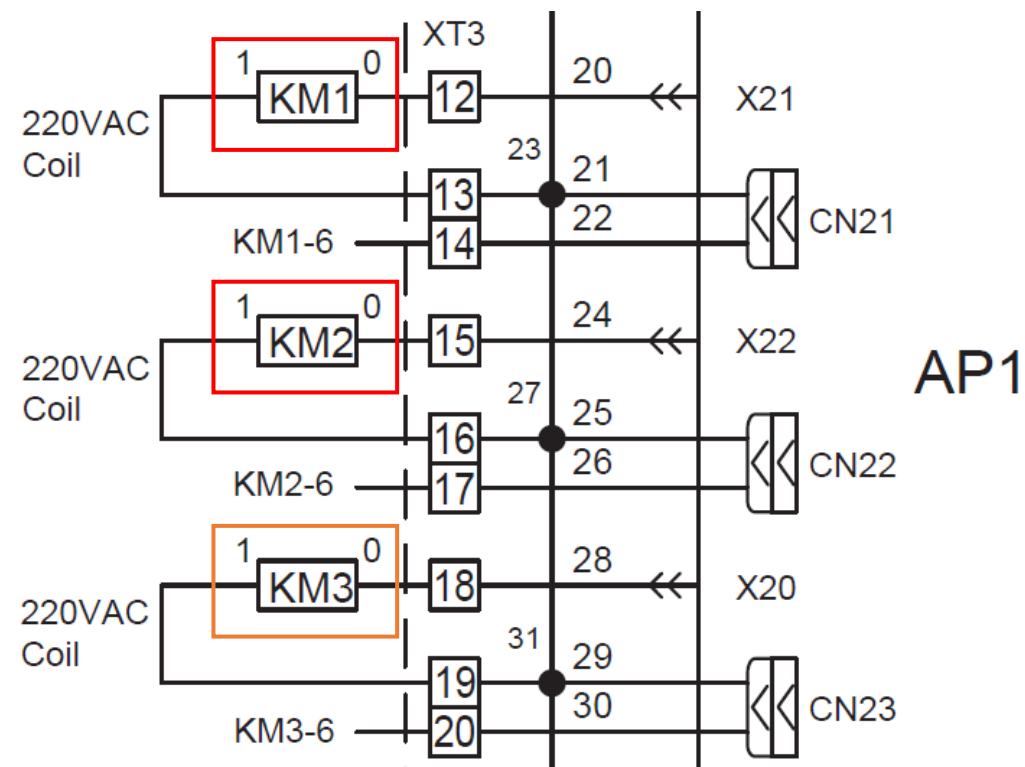 XT3
1 0
KM1 12 20 X21
220VAC
Coil
23
13 21
22
KM1-6 14 CN21
1 0
KM2 15 24 X22
220VAC
Coil
AP1
27
16 25
26
KM2-6 17 CN22
1 0
KM3 18 28 X20
220VAC
Coil
31
19 29
30
KM3-6 20 CN23